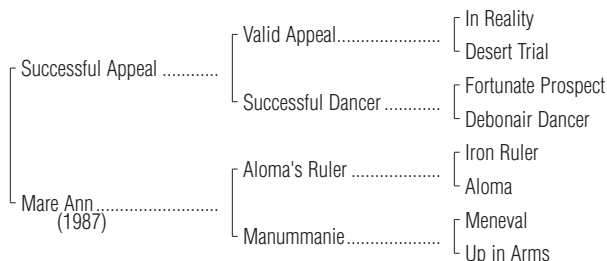 In Reality
Valid Appeal.......................
Desert Trial
Successful Appeal ............
Fortunate Prospect
Successful Dancer ............
Debonair Dancer
Iron Ruler
Aloma's Ruler ....................
Aloma
Mare Ann..........................
(1987)
Meneval
Manummanie.....................
Up in Arms